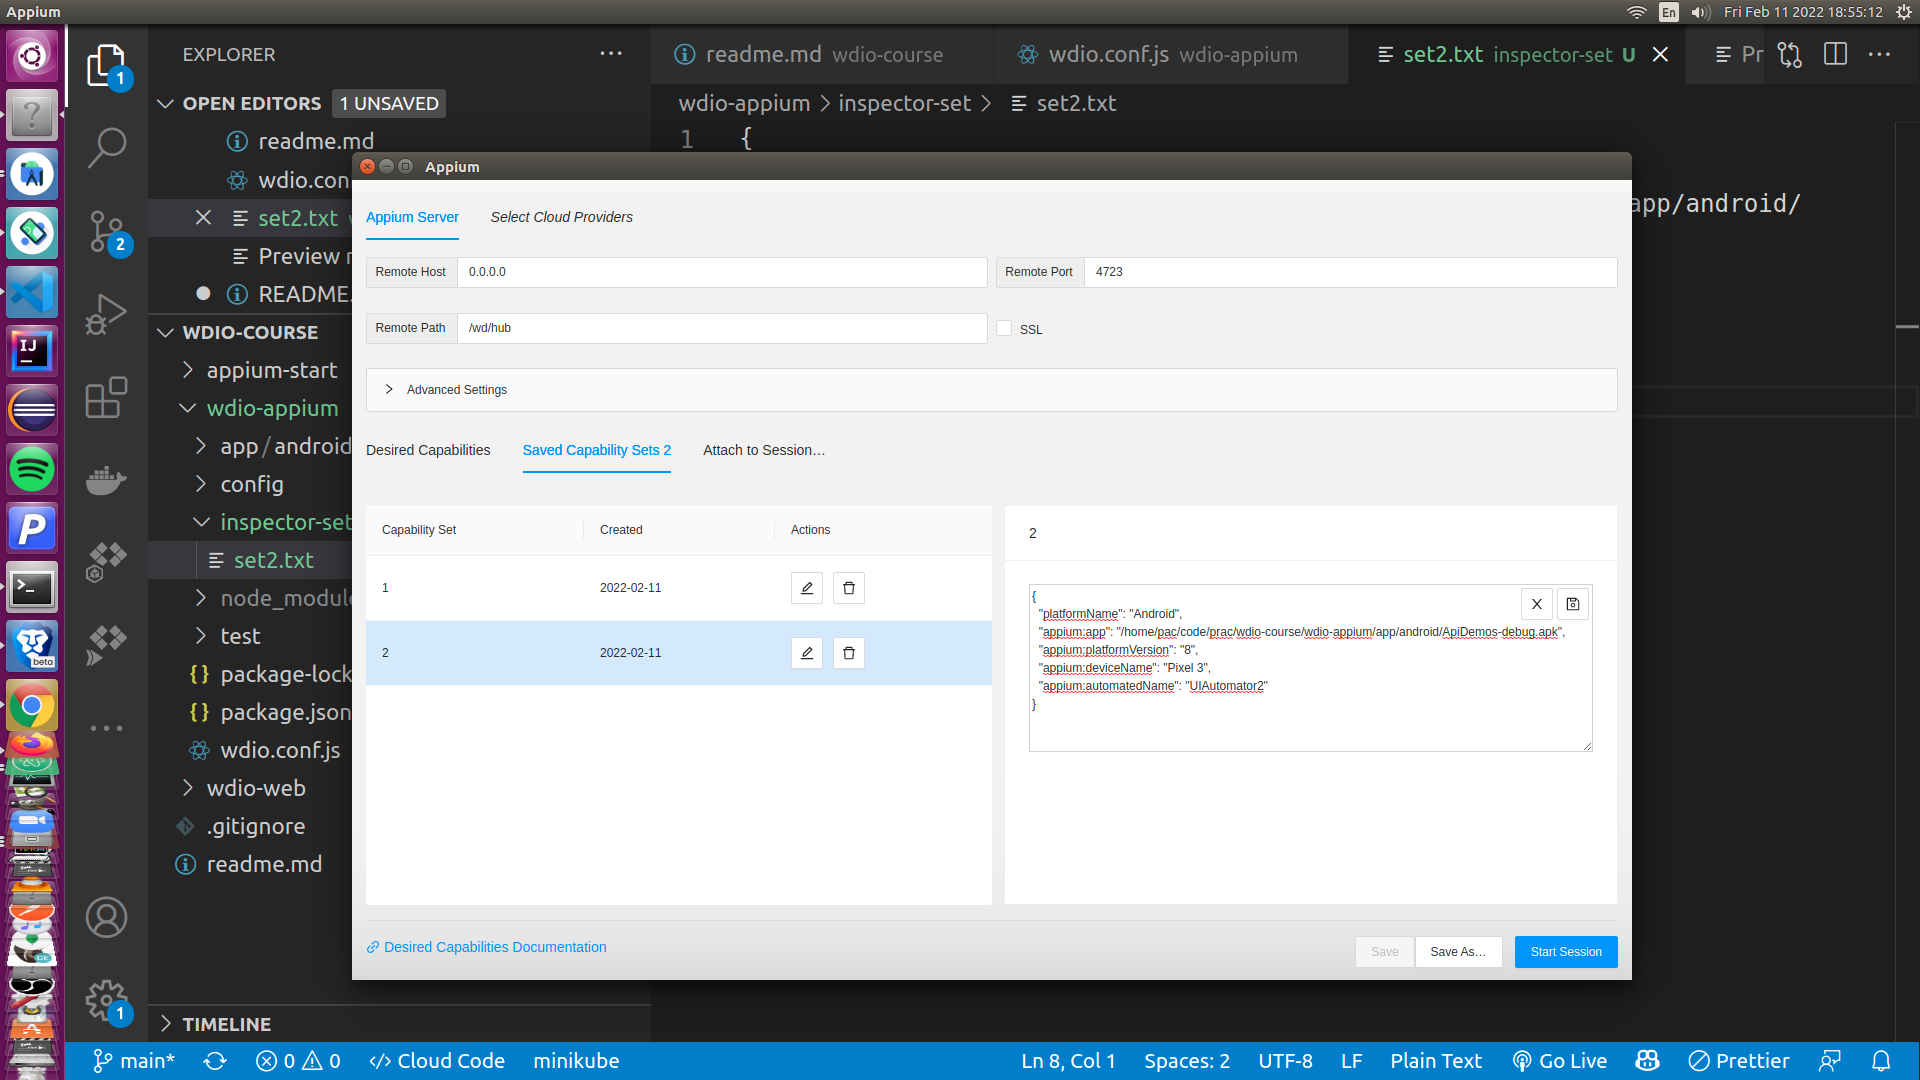 Appium
En
Fri Feb 11 2022 18:55:12
EXPLORER
readme.md wdio-course
wdio.conf.js wdio-appium
set2.txt inspector-set U
Pr
OPEN EDITORS 1 UNSAVED
wdio-appium > inspector-set > set2.txt
1 {
readme.md
wdio.con
set2.txt
Preview
README.
app/android/
WDIO-COURSE
appium-start
wdio-appium
app/android
config
inspector-set
set2.txt
node_module
test
package-lock
package.json
wdio.conf.js
wdio-web
.gitignore
readme.md
TIMELINE
Appium
Appium Server
Select Cloud Providers
Remote Host 0.0.0.0
Remote Port 4723
Remote Path /wd/hub
SSL
Advanced Settings
Desired Capabilities
Saved Capability Sets 2
Attach to Session…
Capability Set Created Actions
1 2022-02-11
2 2022-02-11
2
{
"platformName": "Android",
"appium:app": "/home/pac/code/prac/wdio-course/wdio-appium/app/android/ApiDemos-debug.apk",
"appium:platformVersion": "8",
"appium:deviceName": "Pixel 3",
"appium:automatedName": "UIAutomator2"
}
Desired Capabilities Documentation
Save
Save As…
Start Session
1
2
1
IJ
beta
main*
0 0
Cloud Code
minikube
Ln 8, Col 1
Spaces: 2
UTF-8
LF
Plain Text
Go Live
Prettier